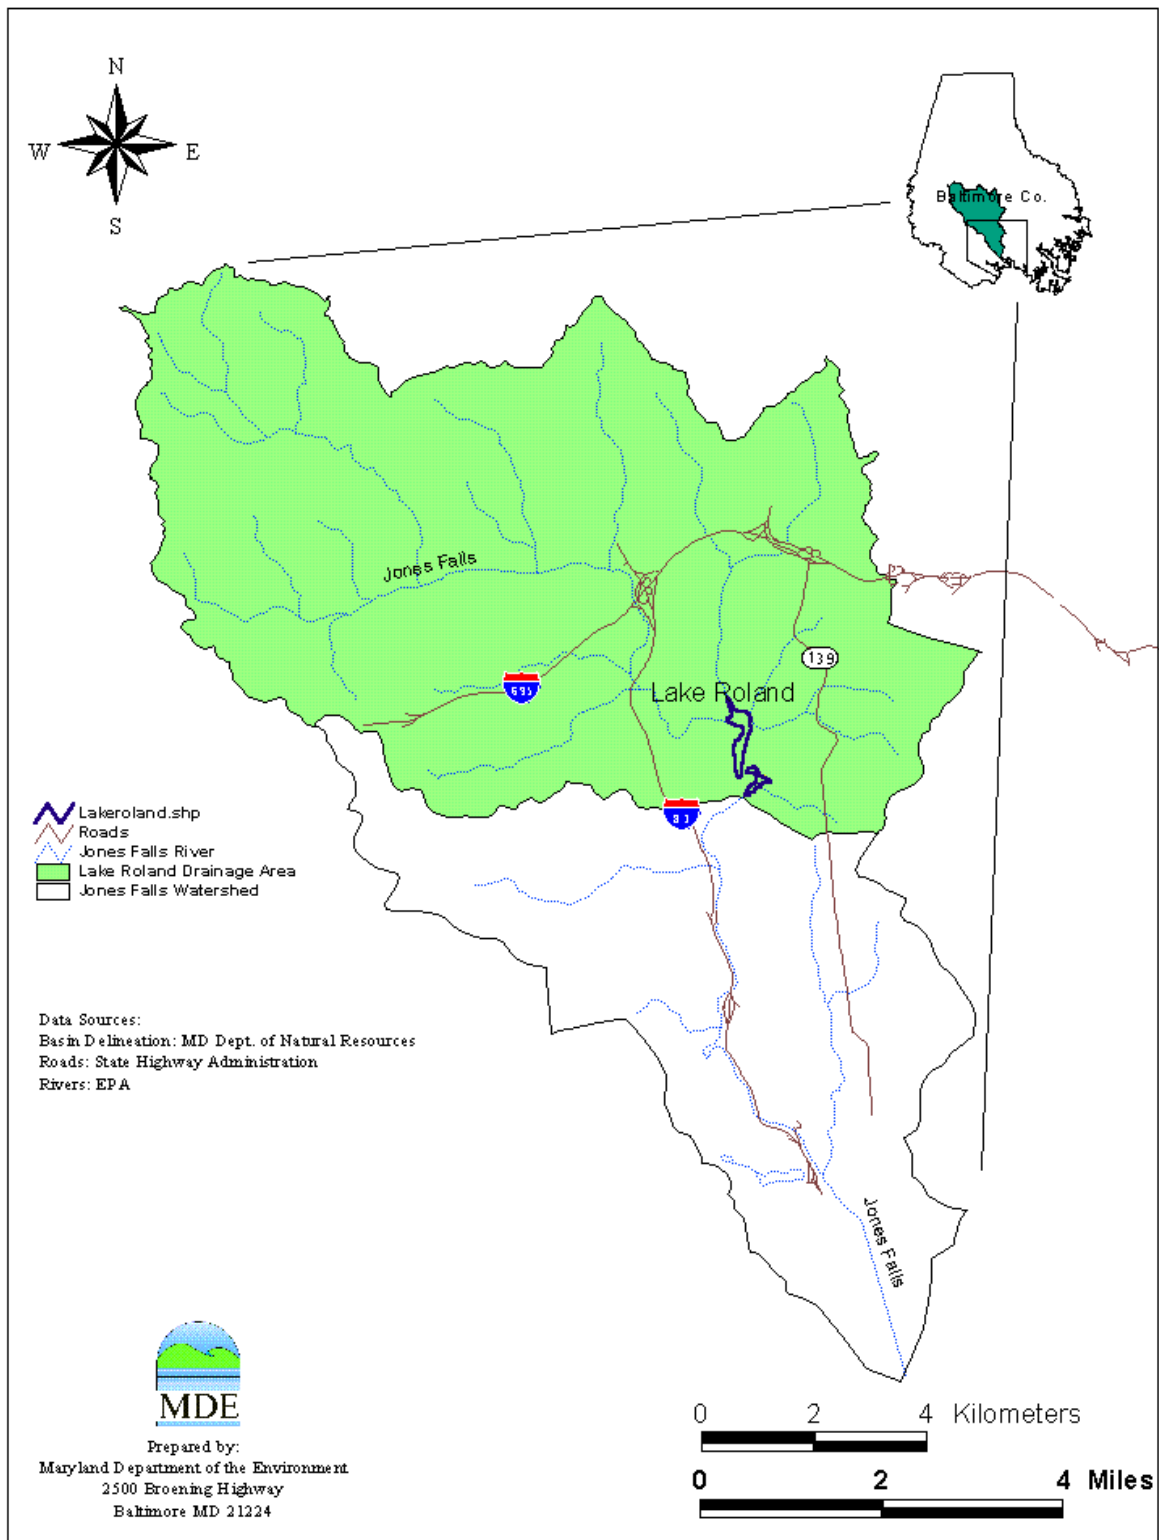 N
W E
S
Baltimore Co.
Jones Falls
695
139
Lake Roland
83
Lakeroland.shp
Roads
Jones Falls River
Lake Roland Drainage Area
Jones Falls Watershed
Data Sources:
Basin Delineation: MD Dept. of Natural Resources
Roads: State Highway Administration
Rivers: EPA
Jones Falls
MDE
Prepared by:
Maryland Department of the Environment
2500 Broening Highway
Baltimore MD 21224
0 2 4 Kilometers
0 2 4 Miles